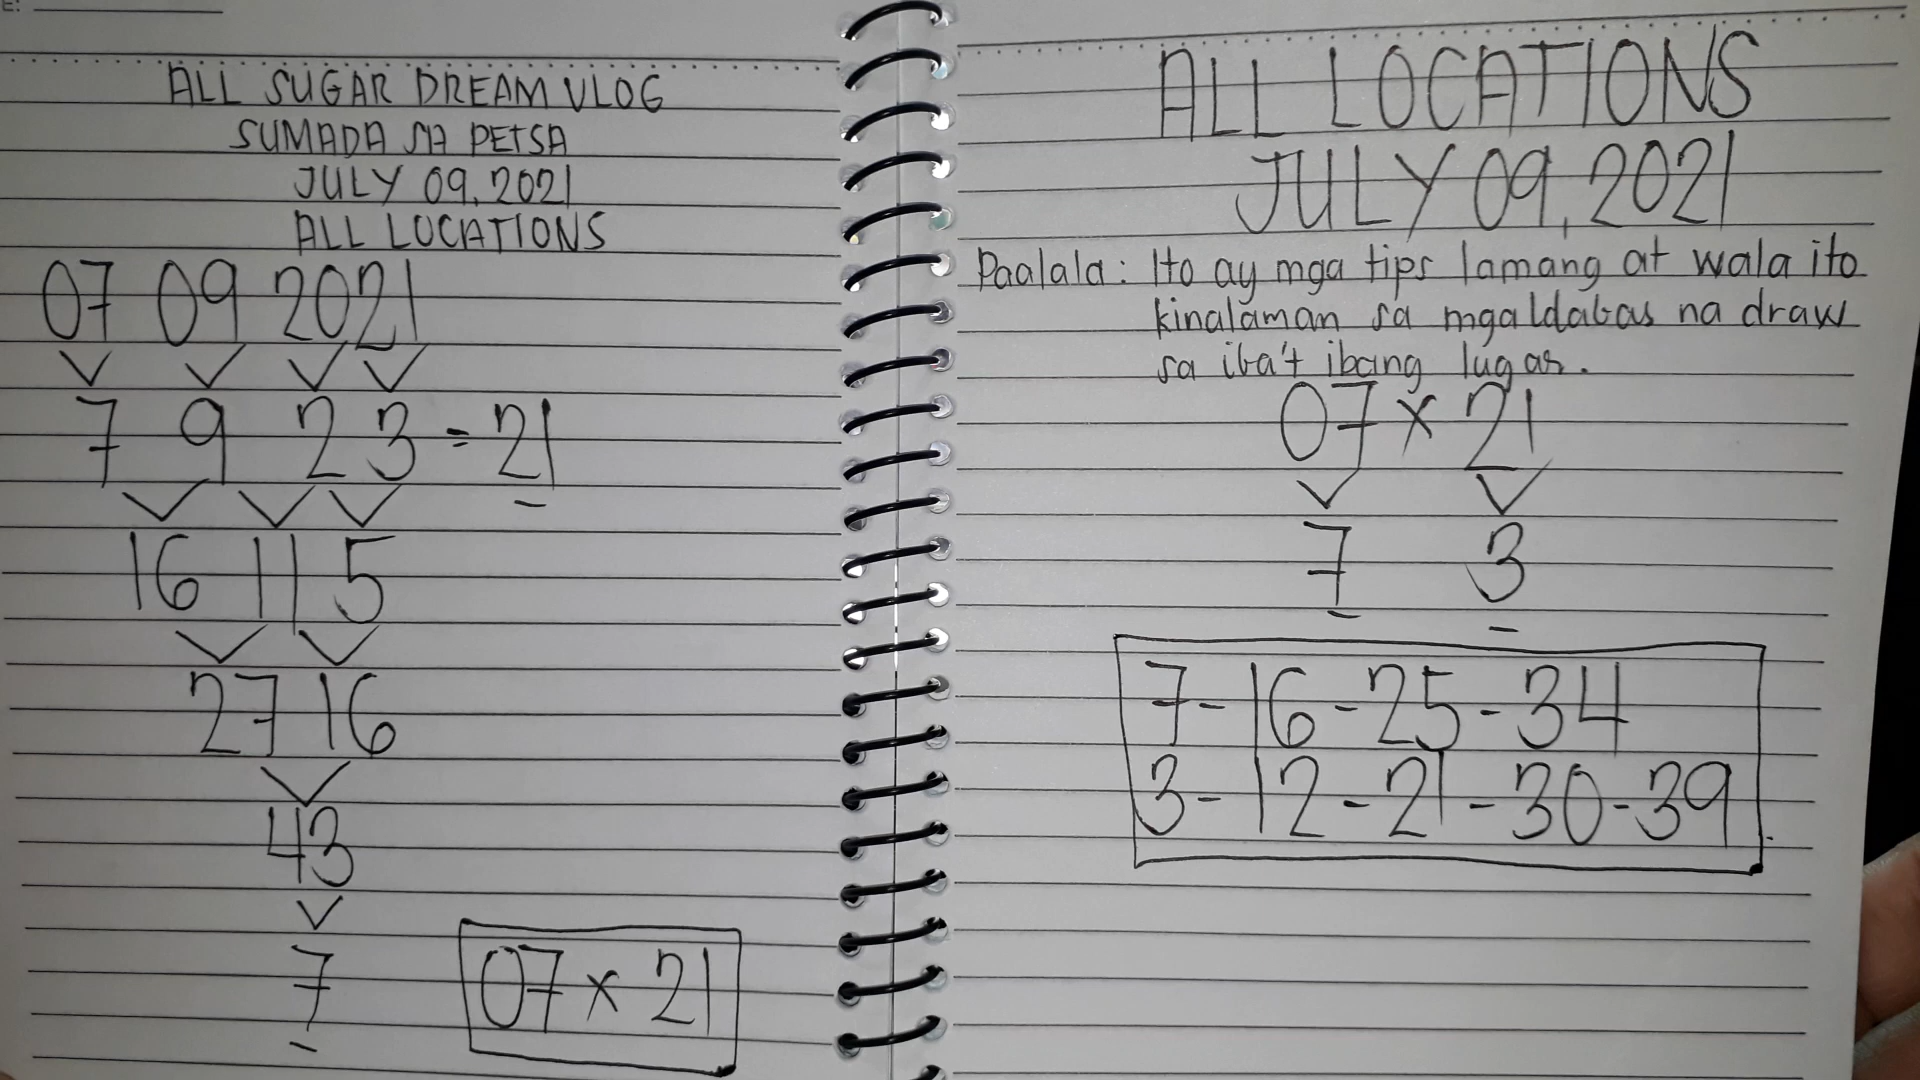 E:
ALL SUGAR DREAM VLOG
SUMADA SA PETSA
JULY 09, 2021
ALL LOCATIONS
07 09 2021
7 9 2 3 = 21
16 11 5
27 16
43
7
07 x 21
ALL LOCATIONS
JULY 09, 2021
Paalala: Ito ay mga tips lamang at wala ito
kinalaman sa mga ldabas na draw
sa iba't ibang lugar.
07 x 21
7 3
7-16-25-34
3-12-21-30-39